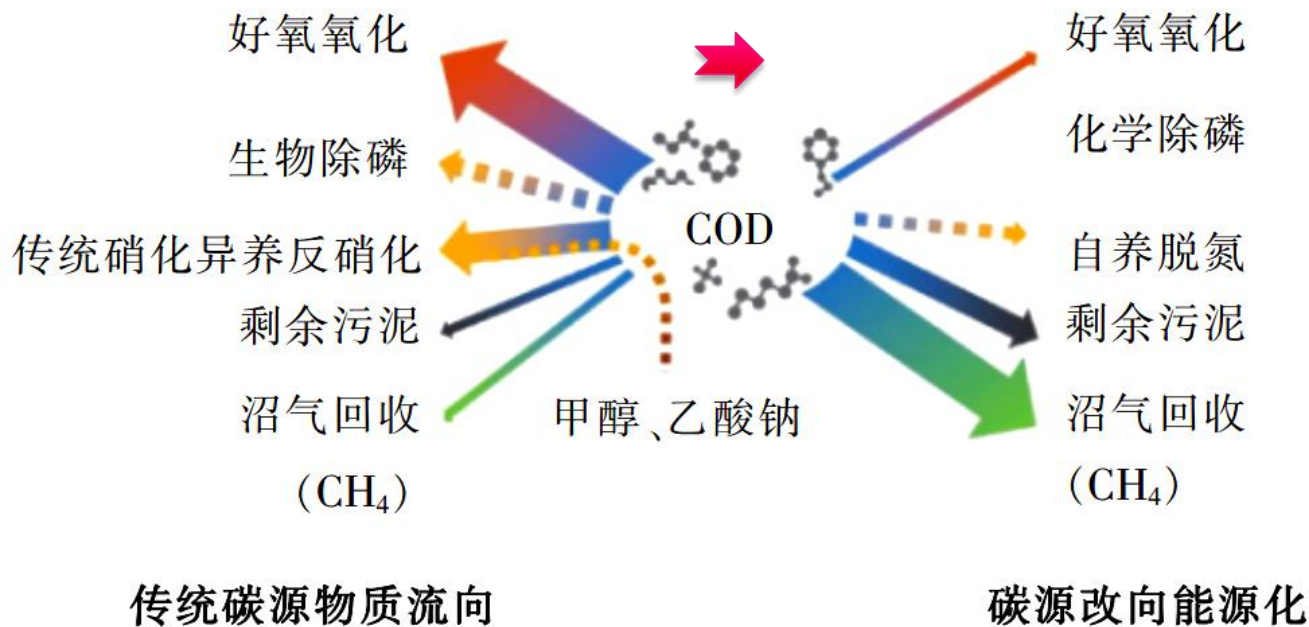 好氧氧化
生物除磷
传统硝化异养反硝化
剩余污泥
沼气回收
(CH₄)
COD
甲醇、乙酸钠
好氧氧化
化学除磷
自养脱氮
剩余污泥
沼气回收
(CH₄)
传统碳源物质流向
碳源改向能源化